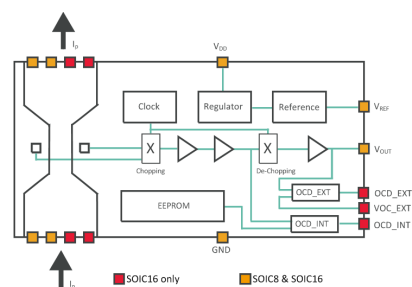 Ip
VDD
Clock
Regulator
Reference
VREF
X
X
VOUT
Chopping
De-Chopping
OCD_EXT
OCD_EXT
VOC_EXT
EEPROM
OCD_INT
OCD_INT
GND
SOIC16 only
SOIC8 & SOIC16
Ip